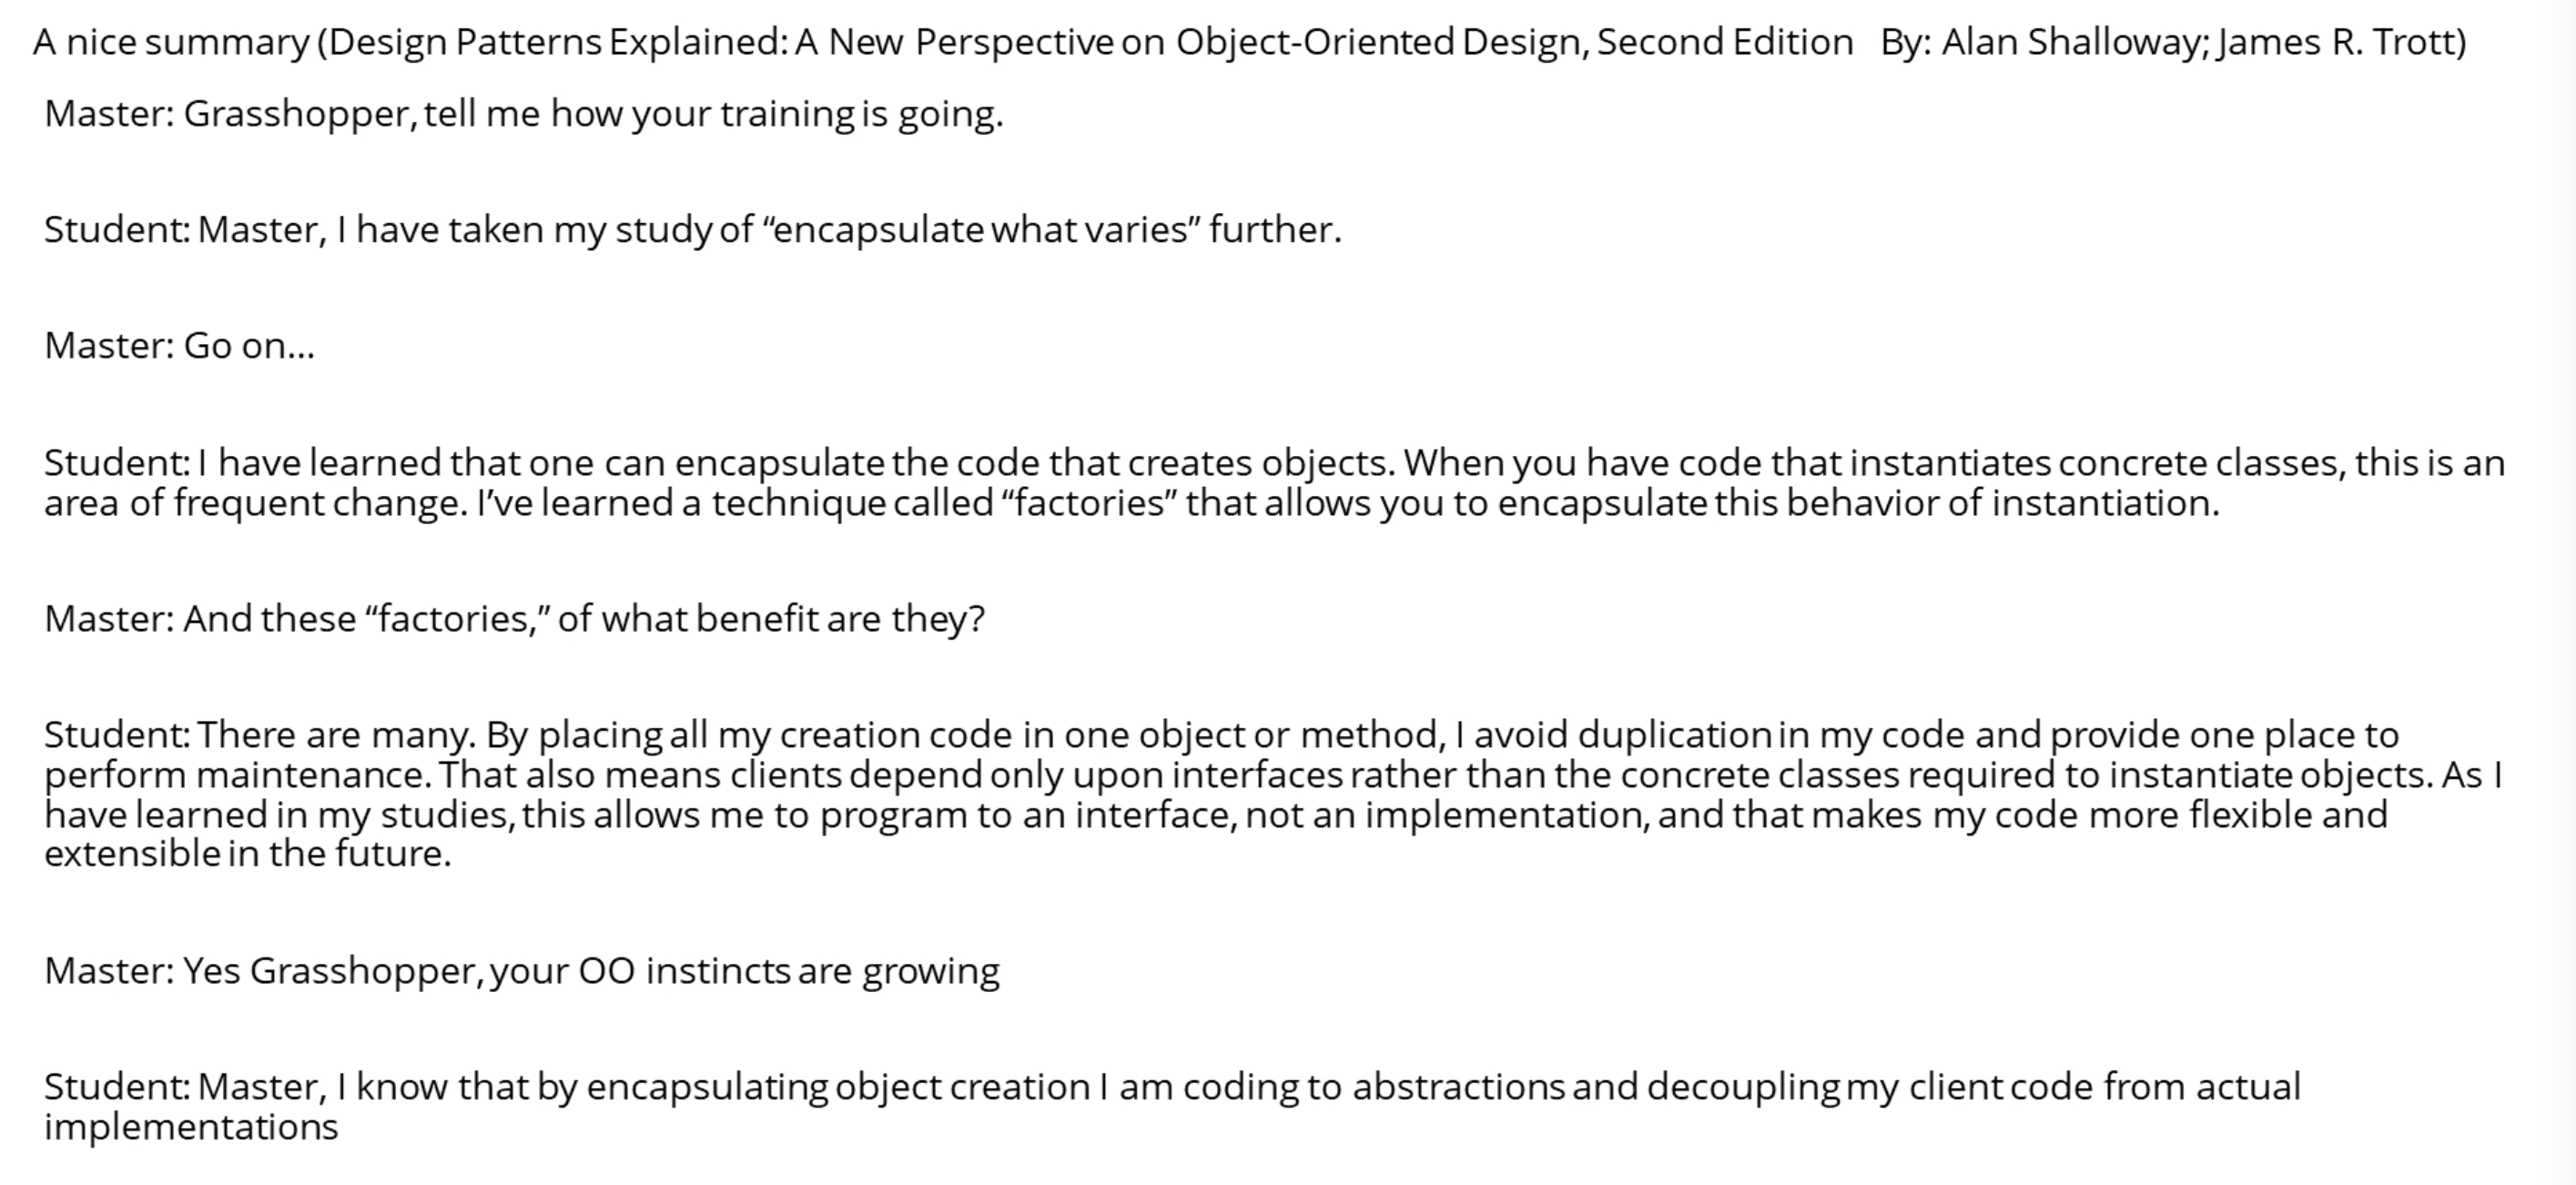 A nice summary (Design Patterns Explained: A New Perspective on Object-Oriented Design, Second Edition By: Alan Shalloway; James R. Trott)
Master: Grasshopper, tell me how your training is going.
Student: Master, I have taken my study of “encapsulate what varies” further.
Master: Go on...
Student: I have learned that one can encapsulate the code that creates objects. When you have code that instantiates concrete classes, this is an
area of frequent change. I’ve learned a technique called “factories” that allows you to encapsulate this behavior of instantiation.
Master: And these “factories,” of what benefit are they?
Student: There are many. By placing all my creation code in one object or method, I avoid duplication in my code and provide one place to
perform maintenance. That also means clients depend only upon interfaces rather than the concrete classes required to instantiate objects. As I
have learned in my studies, this allows me to program to an interface, not an implementation, and that makes my code more flexible and
extensible in the future.
Master: Yes Grasshopper, your OO instincts are growing
Student: Master, I know that by encapsulating object creation I am coding to abstractions and decoupling my client code from actual
implementations